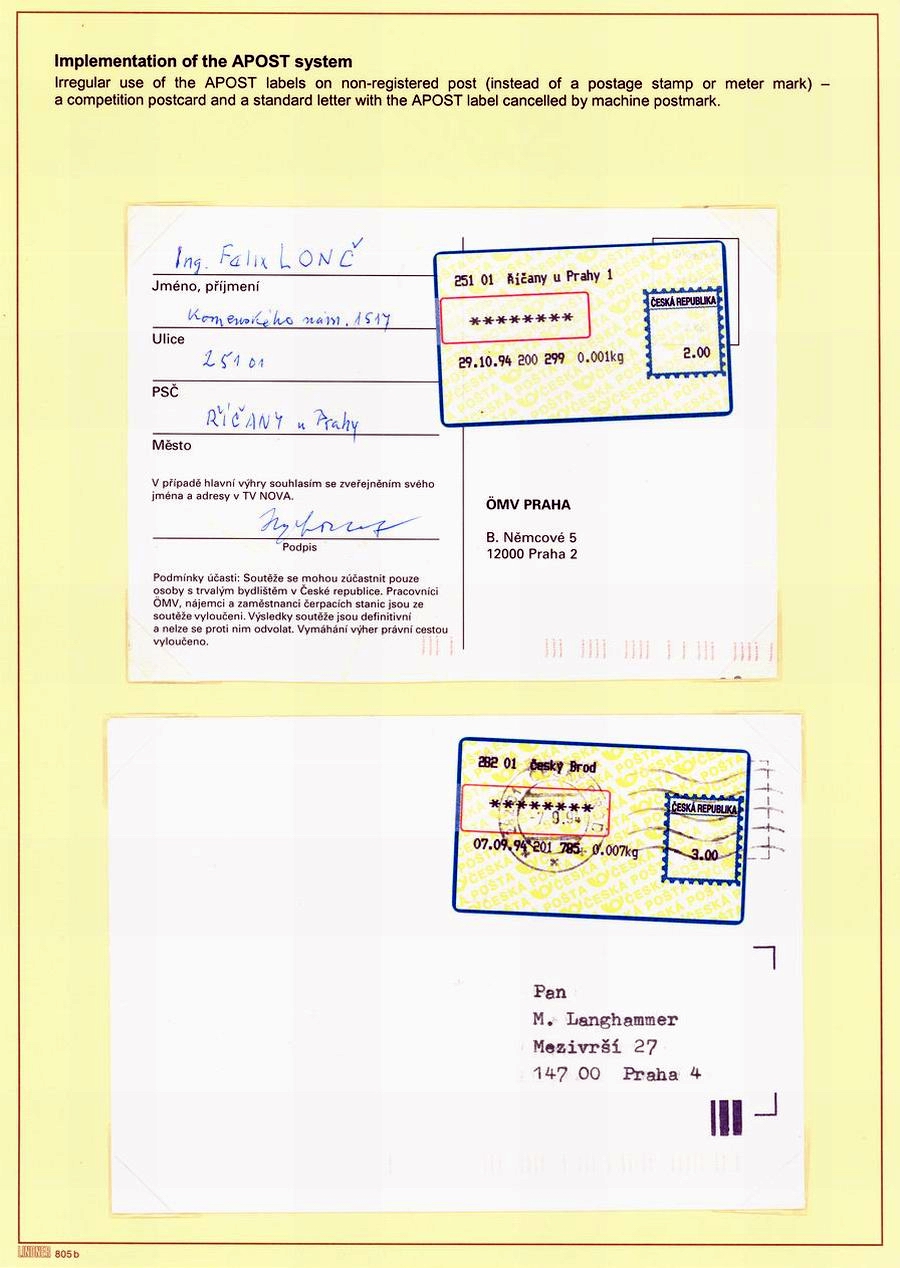 Implementation of the APOST system
Irregular use of the APOST labels on non-registered post (instead of a postage stamp or meter mark) –
a competition postcard and a standard letter with the APOST label cancelled by machine postmark.
Ing. Felix LONČ
Jméno, příjmení
Komenského nám. 1517
Ulice
251 01
PSČ
ŘÍČANY u Prahy
Město
V případě hlavní výhry souhlasím se zveřejněním svého
jména a adresy v TV NOVA.
Podpis
Podmínky účasti: Soutěže se mohou zúčastnit pouze
osoby s trvalým bydlištěm v České republice. Pracovníci
ÖMV, nájemci a zaměstnanci čerpacích stanic jsou ze
soutěže vyloučeni. Výsledky soutěže jsou definitivní
a nelze se proti nim odvolat. Vymáhání výher právní cestou
vyloučeno.
251 01 Říčany u Prahy 1
********
29.10.94 200 299 0.001kg
ČESKÁ REPUBLIKA
2.00
ÖMV PRAHA
B. Němcové 5
12000 Praha 2
282 01 Český Brod
********
-7.9.94
07.09.94 201 785 0.007kg
ČESKÁ REPUBLIKA
3.00
ČESKÁ POŠTA
Pan
M. Langhammer
Mezivrší 27
147 00 Praha 4
LINDNER 805 b